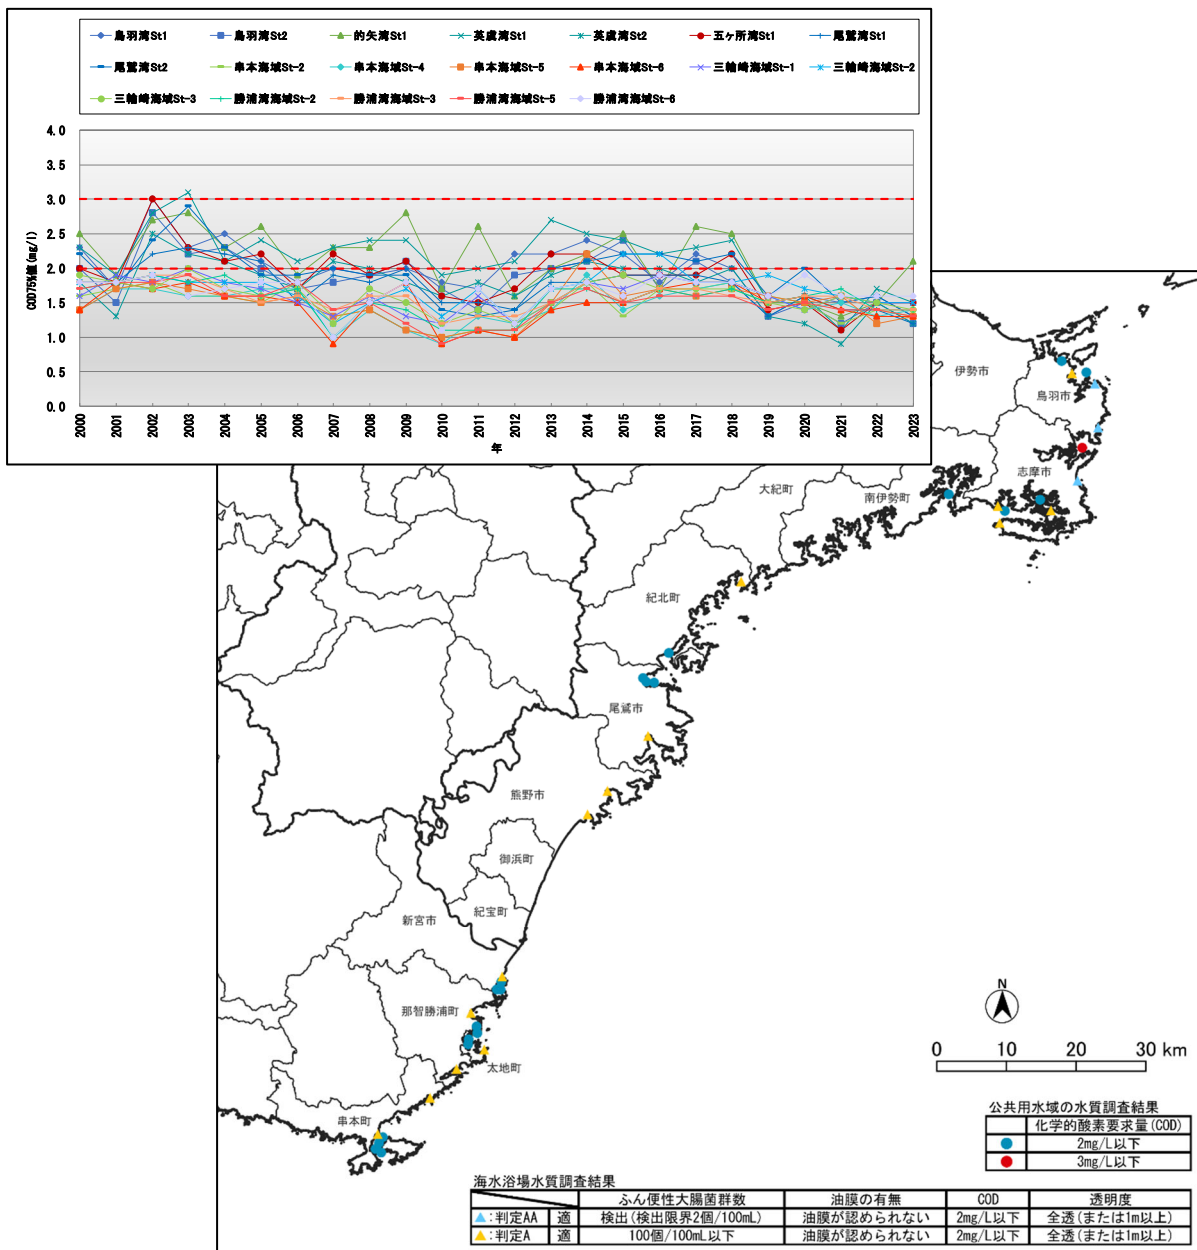 鳥羽湾St1 鳥羽湾St2 的矢湾St1 英虞湾St1 英虞湾St2 五ヶ所湾St1 尾鷲湾St1
尾鷲湾St2 串本海域St-2 串本海域St-4 串本海域St-5 串本海域St-6 三輪崎海域St-1 三輪崎海域St-2
三輪崎海域St-3 勝浦湾海域St-2 勝浦湾海域St-3 勝浦湾海域St-5 勝浦湾海域St-6
COD75%値(mg/l)
4.0
3.5
3.0
2.5
2.0
1.5
1.0
0.5
0.0
2000 2001 2002 2003 2004 2005 2006 2007 2008 2009 2010 2011 2012 2013 2014 2015 2016 2017 2018 2019 2020 2021 2022 2023
年
伊勢市
鳥羽市
志摩市
大紀町
南伊勢町
紀北町
尾鷲市
熊野市
御浜町
紀宝町
新宮市
那智勝浦町
太地町
串本町
N
0 10 20 30 km
公共用水域の水質調査結果
化学的酸素要求量(COD)
2mg/L以下
3mg/L以下
海水浴場水質調査結果
ふん便性大腸菌群数 油膜の有無 COD 透明度
:判定AA 適 検出(検出限界2個/100mL) 油膜が認められない 2mg/L以下 全透(または1m以上)
:判定A 適 100個/100mL以下 油膜が認められない 2mg/L以下 全透(または1m以上)